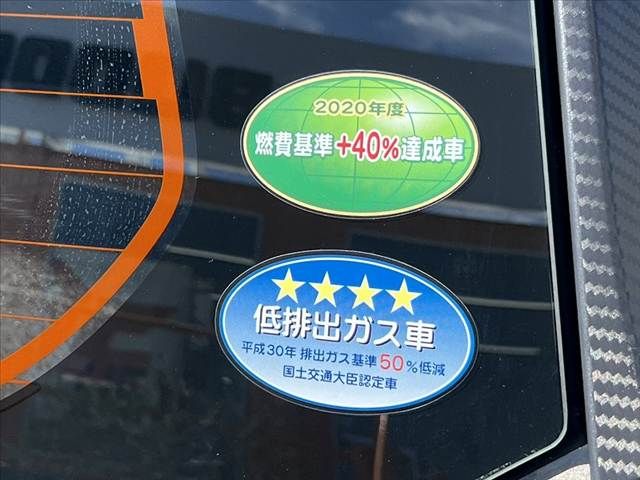 2020年度
燃費基準+40%達成車
低排出ガス車
平成30年 排出ガス基準50%低減
国土交通大臣認定車